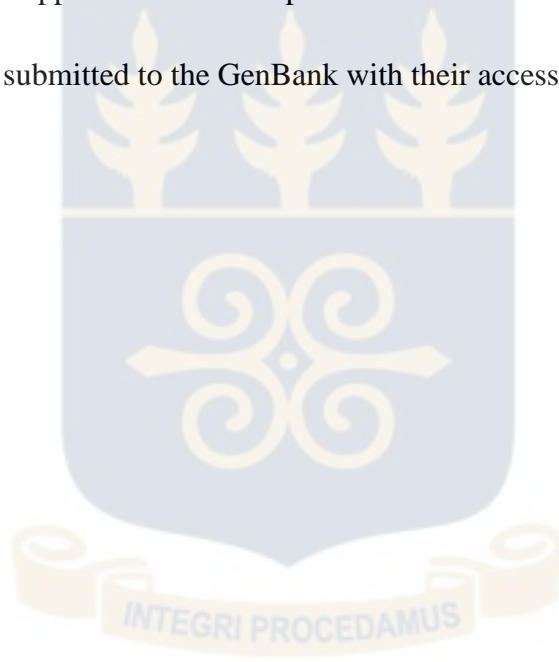 submitted to the GenBank with their access
INTEGRI PROCEDAMUS